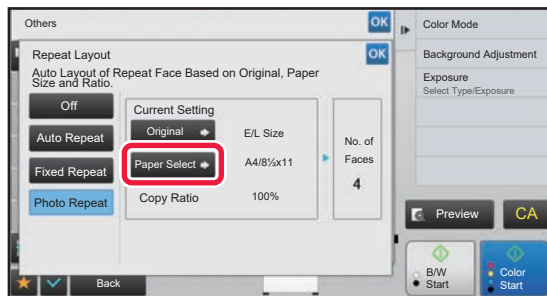 Others
OK
Repeat Layout
OK
Auto Layout of Repeat Face Based on Original, Paper
Size and Ratio.
Off
Auto Repeat
Fixed Repeat
Photo Repeat
Current Setting
Original
E/L Size
Paper Select
A4/8½x11
Copy Ratio
100%
No. of
Faces
4
Back
Color Mode
Background Adjustment
Exposure
Select Type/Exposure
Preview
CA
B/W
Start
Color
Start